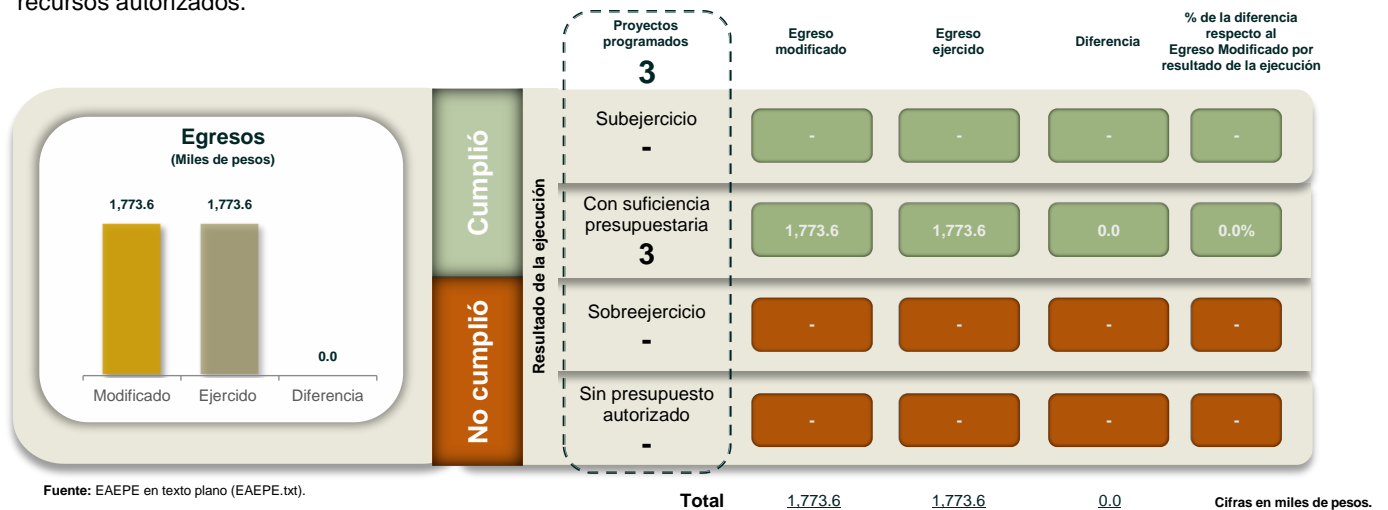 recursos autorizados.
Proyectos
programados
3
Egreso
modificado
Egreso
ejercido
Diferencia
% de la diferencia
respecto al
Egreso Modificado por
resultado de la ejecución
Egresos
(Miles de pesos)
1,773.6
1,773.6
0.0
Modificado
Ejercido
Diferencia
Cumplió
No cumplió
Resultado de la ejecución
Subejercicio
-
-
-
-
-
Con suficiencia
presupuestaria
3
1,773.6
1,773.6
0.0
0.0%
Sobreejercicio
-
-
-
-
-
Sin presupuesto
autorizado
-
-
-
-
-
Fuente: EAEPE en texto plano (EAEPE.txt).
Total
1,773.6
1,773.6
0.0
Cifras en miles de pesos.